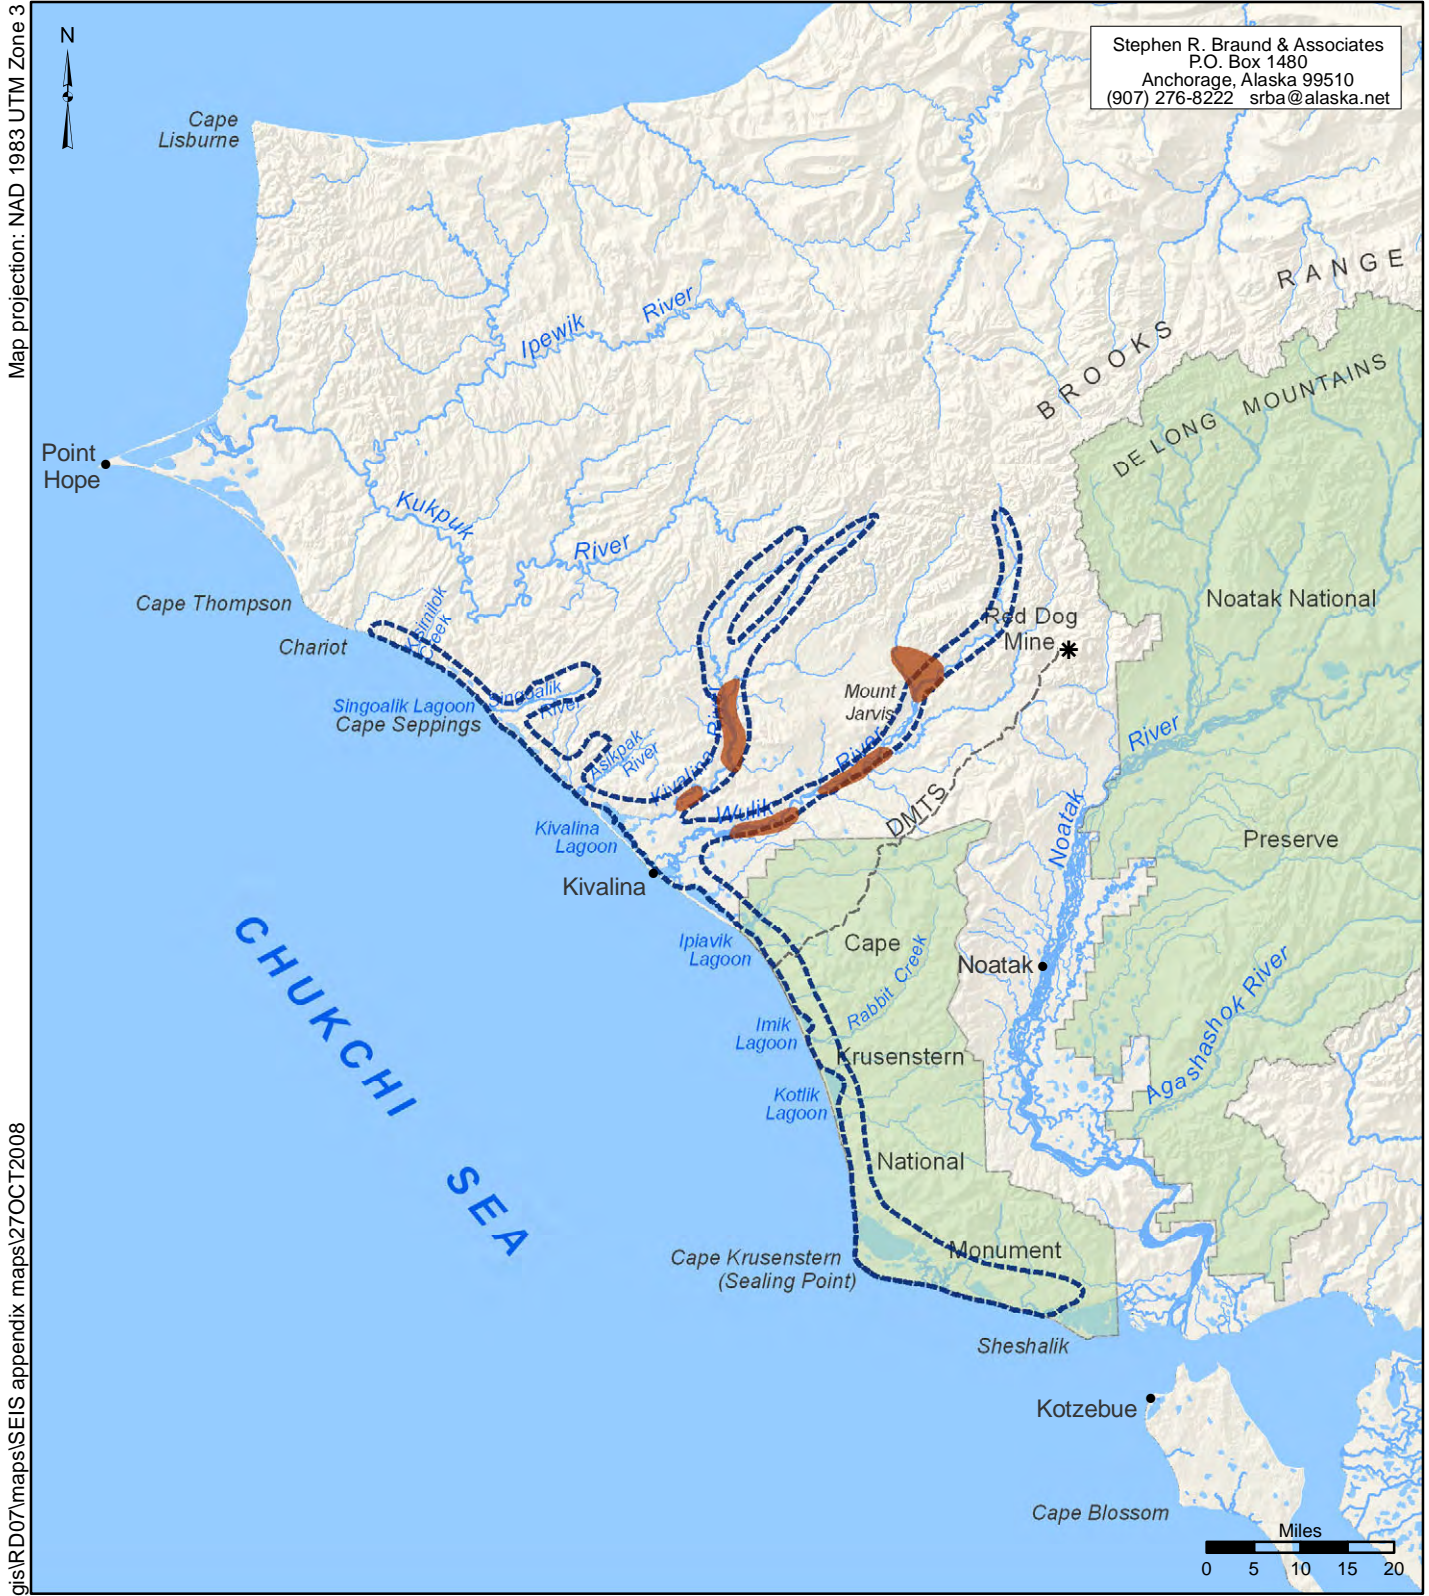 Map projection: NAD 1983 UTM Zone 3
gis\RD07\maps\SEIS appendix maps\27OCT2008
N
Stephen R. Braund & Associates
P.O. Box 1480
Anchorage, Alaska 99510
(907) 276-8222 srba@alaska.net
Cape
Lisburne
RANGE
BROOKS
DE LONG MOUNTAINS
Ipewik River
Point
Hope
Kukpuk
River
Cape Thompson
Chariot
Kisimilok
Creek
Noatak National
Red Dog
Mine
Singoalik Lagoon
Cape Seppings
Singoalik
River
Mount
Jarvis
Asikpak
River
Kivalina River
Wulik River
River
Noatak
DMTS
Kivalina
Lagoon
Preserve
Kivalina
Ipiavik
Lagoon
Cape
Rabbit Creek
Noatak
Agashashok River
CHUKCHI
SEA
Imik
Lagoon
Krusenstern
Kotlik
Lagoon
National
Cape Krusenstern
(Sealing Point)
Monument
Sheshalik
Kotzebue
Cape Blossom
Miles
0 5 10 15 20